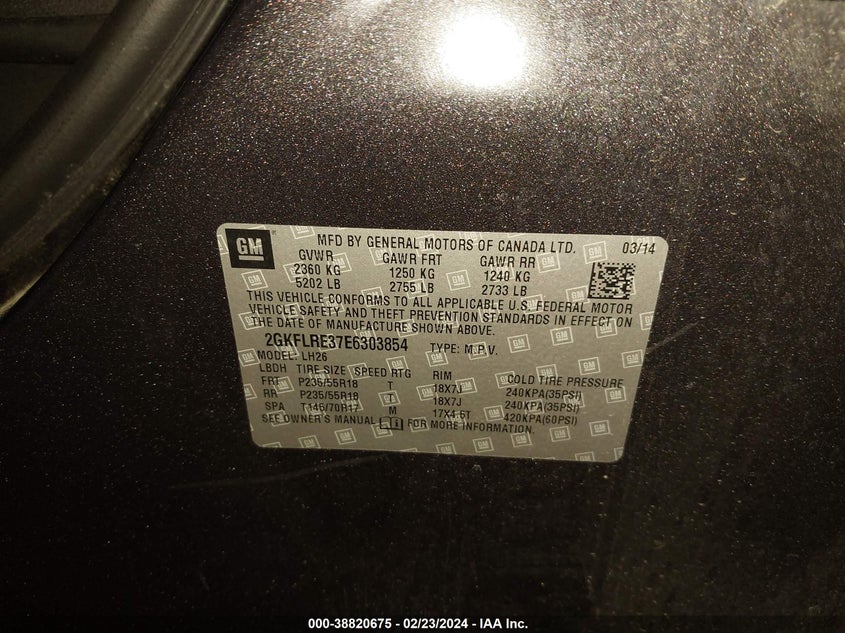 GM
MFD BY GENERAL MOTORS OF CANADA LTD. 03/14
GVWR GAWR FRT GAWR RR
2360 KG 1250 KG 1240 KG
5202 LB 2755 LB 2733 LB
THIS VEHICLE CONFORMS TO ALL APPLICABLE U.S. FEDERAL MOTOR
VEHICLE SAFETY AND THEFT PREVENTION STANDARDS IN EFFECT ON
THE DATE OF MANUFACTURE SHOWN ABOVE.
2GKFLRE37E6303854 TYPE: M.P.V.
MODEL: LH26
LBDH TIRE SIZE SPEED RTG RIM COLD TIRE PRESSURE
FRT P235/55R18 T 18X7J 240KPA(35PSI)
RR P235/55R18 T 18X7J 240KPA(35PSI)
SPA T145/70R17 M 17X4.5T 420KPA(60PSI)
SEE OWNER'S MANUAL FOR MORE INFORMATION.
000-38820675 - 02/23/2024 - IAA Inc.